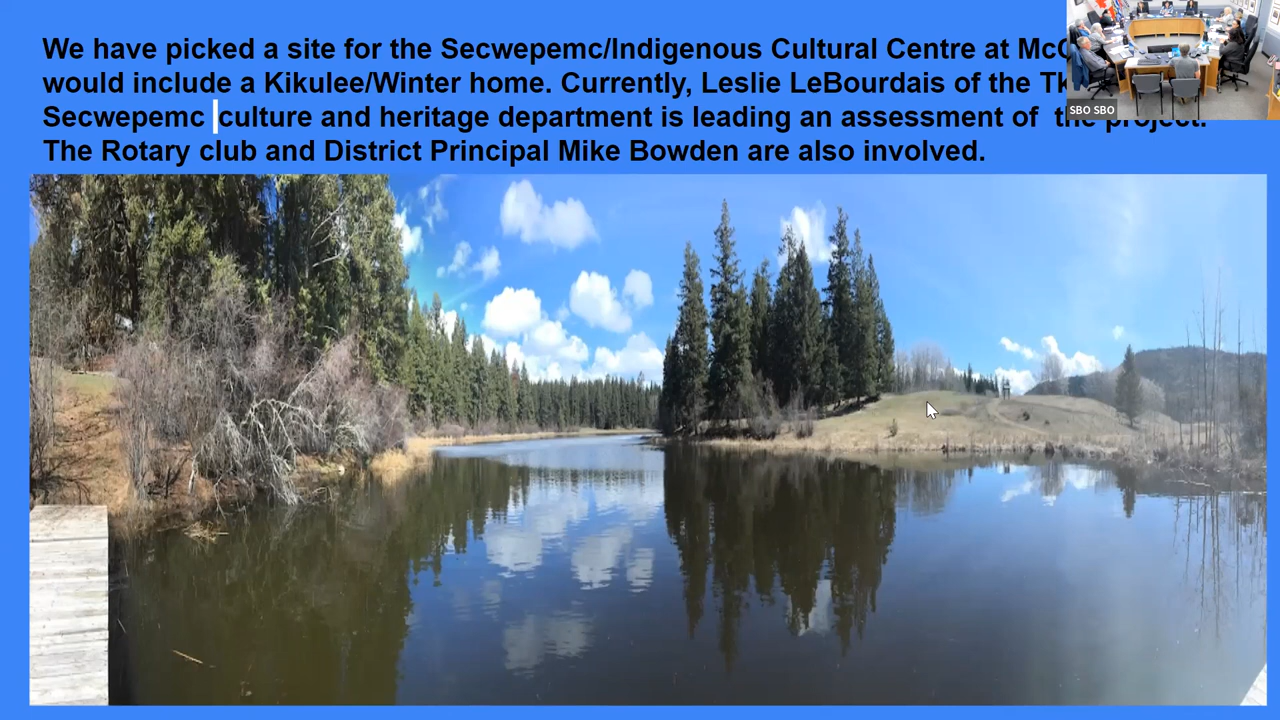 We have picked a site for the Secwepemc/Indigenous Cultural Centre at
would include a Kikulee/Winter home. Currently, Leslie LeBourdais of the
Secwepemc culture and heritage department is leading an assessment of the project.
The Rotary club and District Principal Mike Bowden are also involved.
SBO SBO